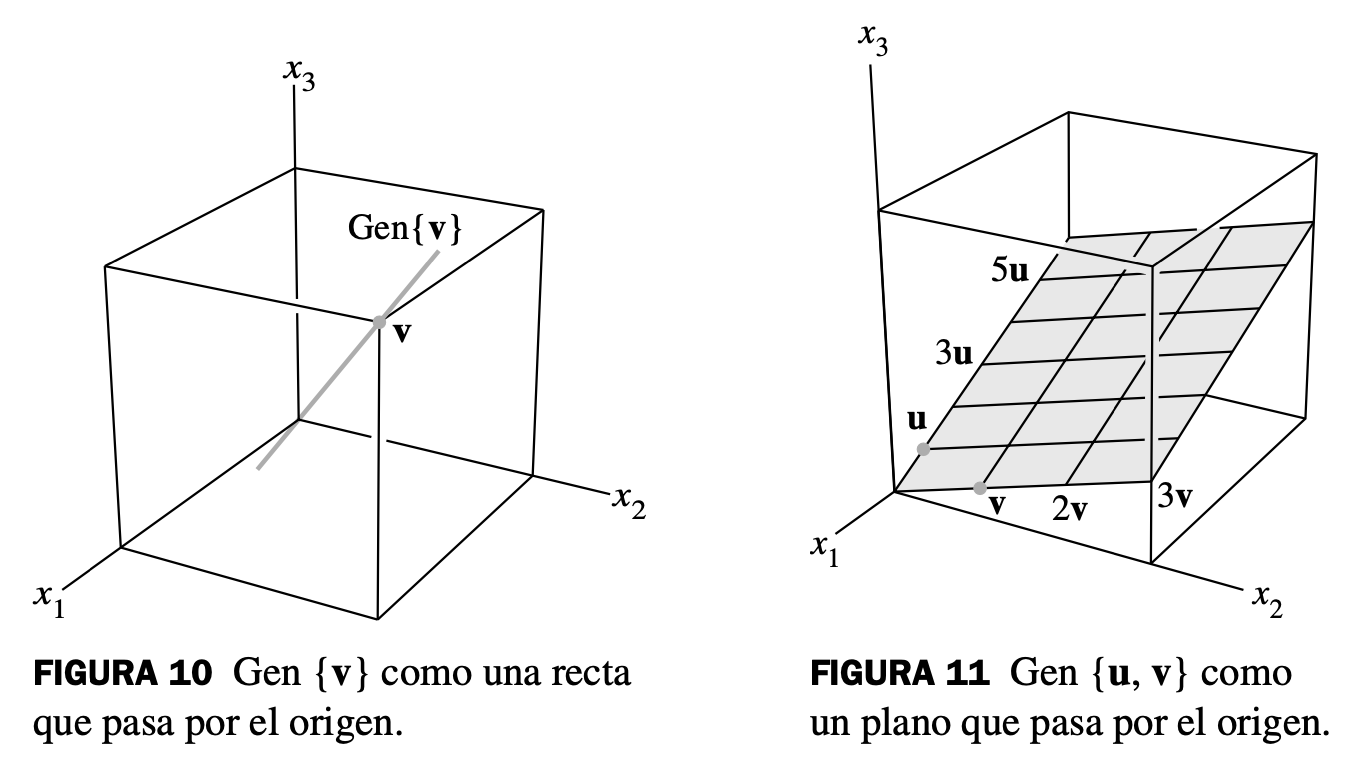 x3
Gen{v}
v
x2
x1
FIGURA 10 Gen {v} como una recta
que pasa por el origen.
x3
5u
3u
u
v
2v
3v
x1
x2
FIGURA 11 Gen {u, v} como
un plano que pasa por el origen.